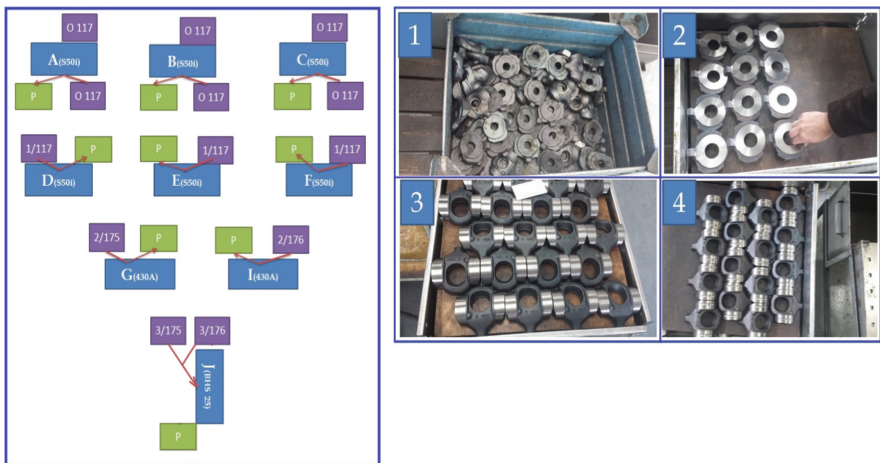 O 117 O 117 O 117
A(S50i) B(S50i) C(S50i)
P O 117 P O 117 P O 117
1/117 P P 1/117 P 1/117
D(S50i) E(S50i) F(S50i)
2/175 P P 2/176
G(430A) I(430A)
3/175 3/176
J(HHS 25)
P
1 2
3 4